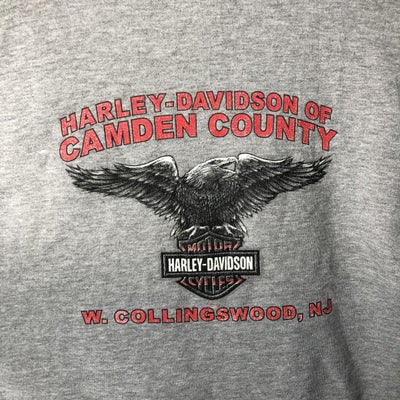 HARLEY-DAVIDSON OF
CAMDEN COUNTY
MOTOR
HARLEY-DAVIDSON
CYCLES
W. COLLINGSWOOD, NJ